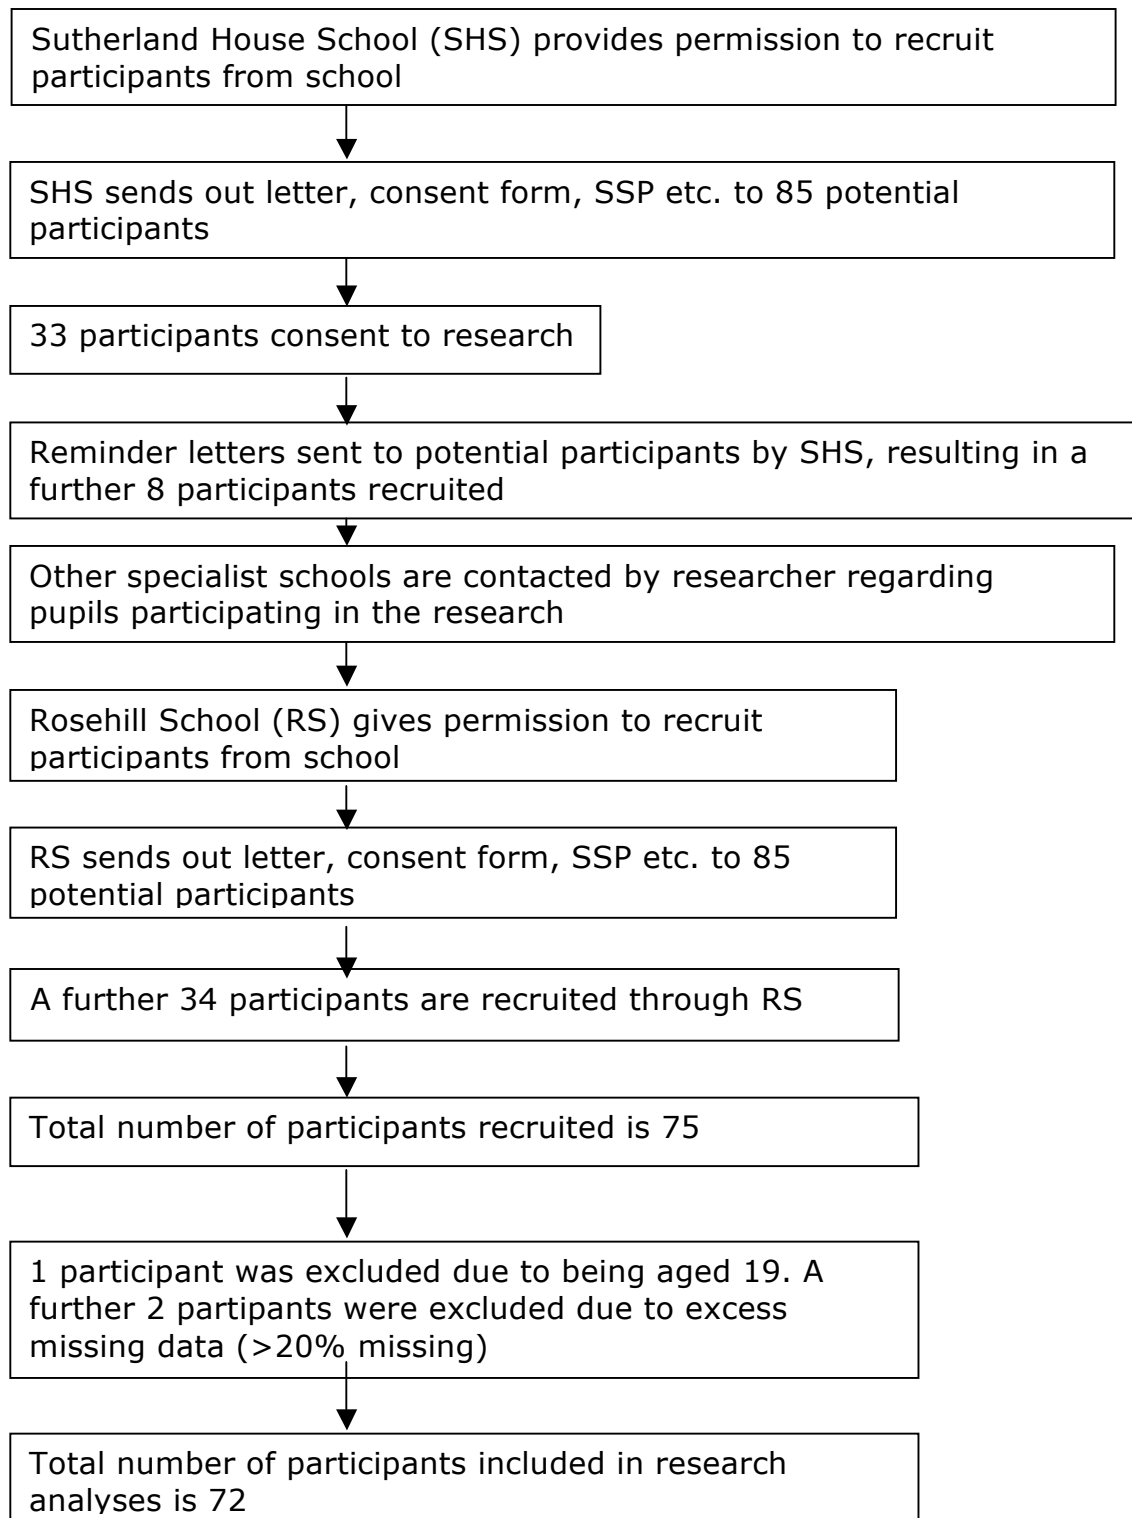 Sutherland House School (SHS) provides permission to recruit
participants from school
SHS sends out letter, consent form, SSP etc. to 85 potential
participants
33 participants consent to research
Reminder letters sent to potential participants by SHS, resulting in a
further 8 participants recruited
Other specialist schools are contacted by researcher regarding
pupils participating in the research
Rosehill School (RS) gives permission to recruit
participants from school
RS sends out letter, consent form, SSP etc. to 85
potential participants
A further 34 participants are recruited through RS
Total number of participants recruited is 75
1 participant was excluded due to being aged 19. A
further 2 partipants were excluded due to excess
missing data (>20% missing)
Total number of participants included in research
analyses is 72